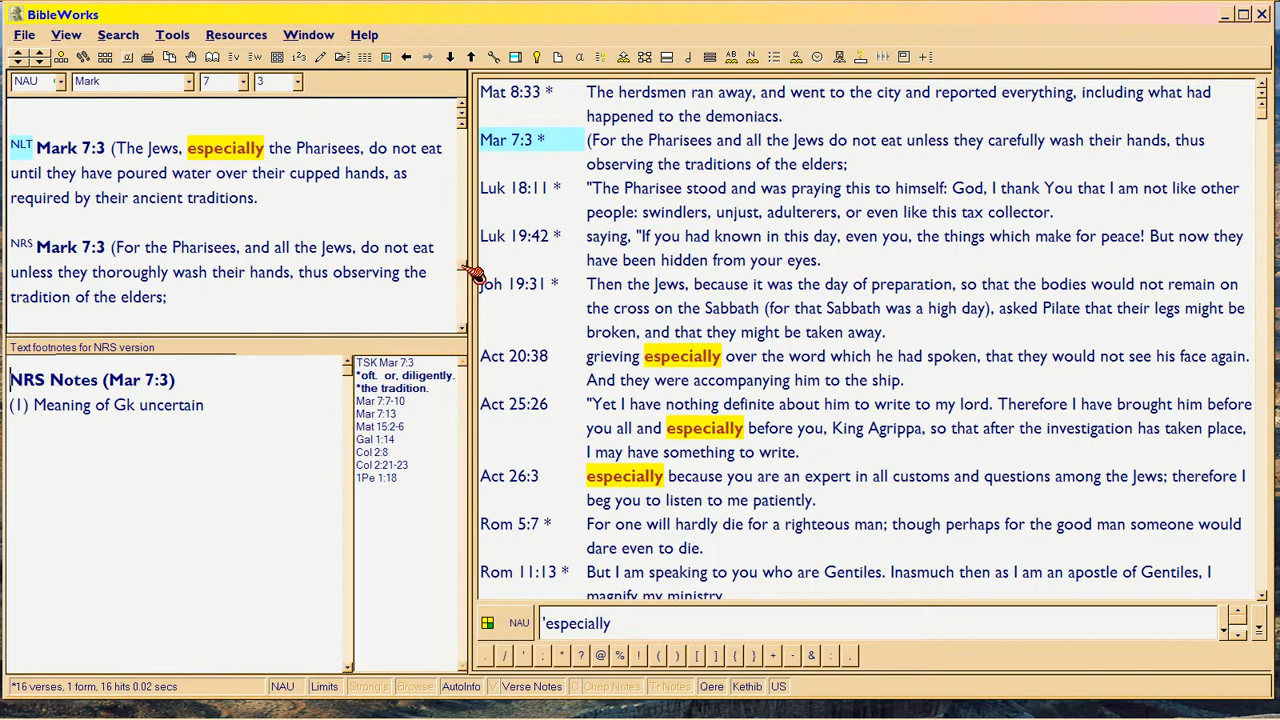 BibleWorks
File View Search Tools Resources Window Help
NAU Mark 7 3
NLT Mark 7:3 (The Jews, especially the Pharisees, do not eat
until they have poured water over their cupped hands, as
required by their ancient traditions.
NRS Mark 7:3 (For the Pharisees, and all the Jews, do not eat
unless they thoroughly wash their hands, thus observing the
tradition of the elders;
Text footnotes for NRS version
NRS Notes (Mar 7:3)
(1) Meaning of Gk uncertain
TSK Mar 7:3
*oft. or, diligently.
*the tradition.
Mar 7:7-10
Mar 7:13
Mat 15:2-6
Gal 1:14
Col 2:8
Col 2:21-23
1Pe 1:18
Mat 8:33 * The herdsmen ran away, and went to the city and reported everything, including what had
happened to the demoniacs.
Mar 7:3 * (For the Pharisees and all the Jews do not eat unless they carefully wash their hands, thus
observing the traditions of the elders;
Luk 18:11 * "The Pharisee stood and was praying this to himself: God, I thank You that I am not like other
people: swindlers, unjust, adulterers, or even like this tax collector.
Luk 19:42 * saying, "If you had known in this day, even you, the things which make for peace! But now they
have been hidden from your eyes.
Joh 19:31 * Then the Jews, because it was the day of preparation, so that the bodies would not remain on
the cross on the Sabbath (for that Sabbath was a high day), asked Pilate that their legs might be
broken, and that they might be taken away.
Act 20:38 grieving especially over the word which he had spoken, that they would not see his face again.
And they were accompanying him to the ship.
Act 25:26 "Yet I have nothing definite about him to write to my lord. Therefore I have brought him before
you all and especially before you, King Agrippa, so that after the investigation has taken place,
I may have something to write.
Act 26:3 especially because you are an expert in all customs and questions among the Jews; therefore I
beg you to listen to me patiently.
Rom 5:7 * For one will hardly die for a righteous man; though perhaps for the good man someone would
dare even to die.
Rom 11:13 * But I am speaking to you who are Gentiles. Inasmuch then as I am an apostle of Gentiles, I
magnify my ministry
NAU 'especially
. / ' ; * ? @ % ! ( ) [ ] { } + - & : .
*16 verses, 1 form, 16 hits 0.02 secs NAU Limits Strong's Browse AutoInfo V Verse Notes C Chap.Notes Tr Notes Qere Kethib US